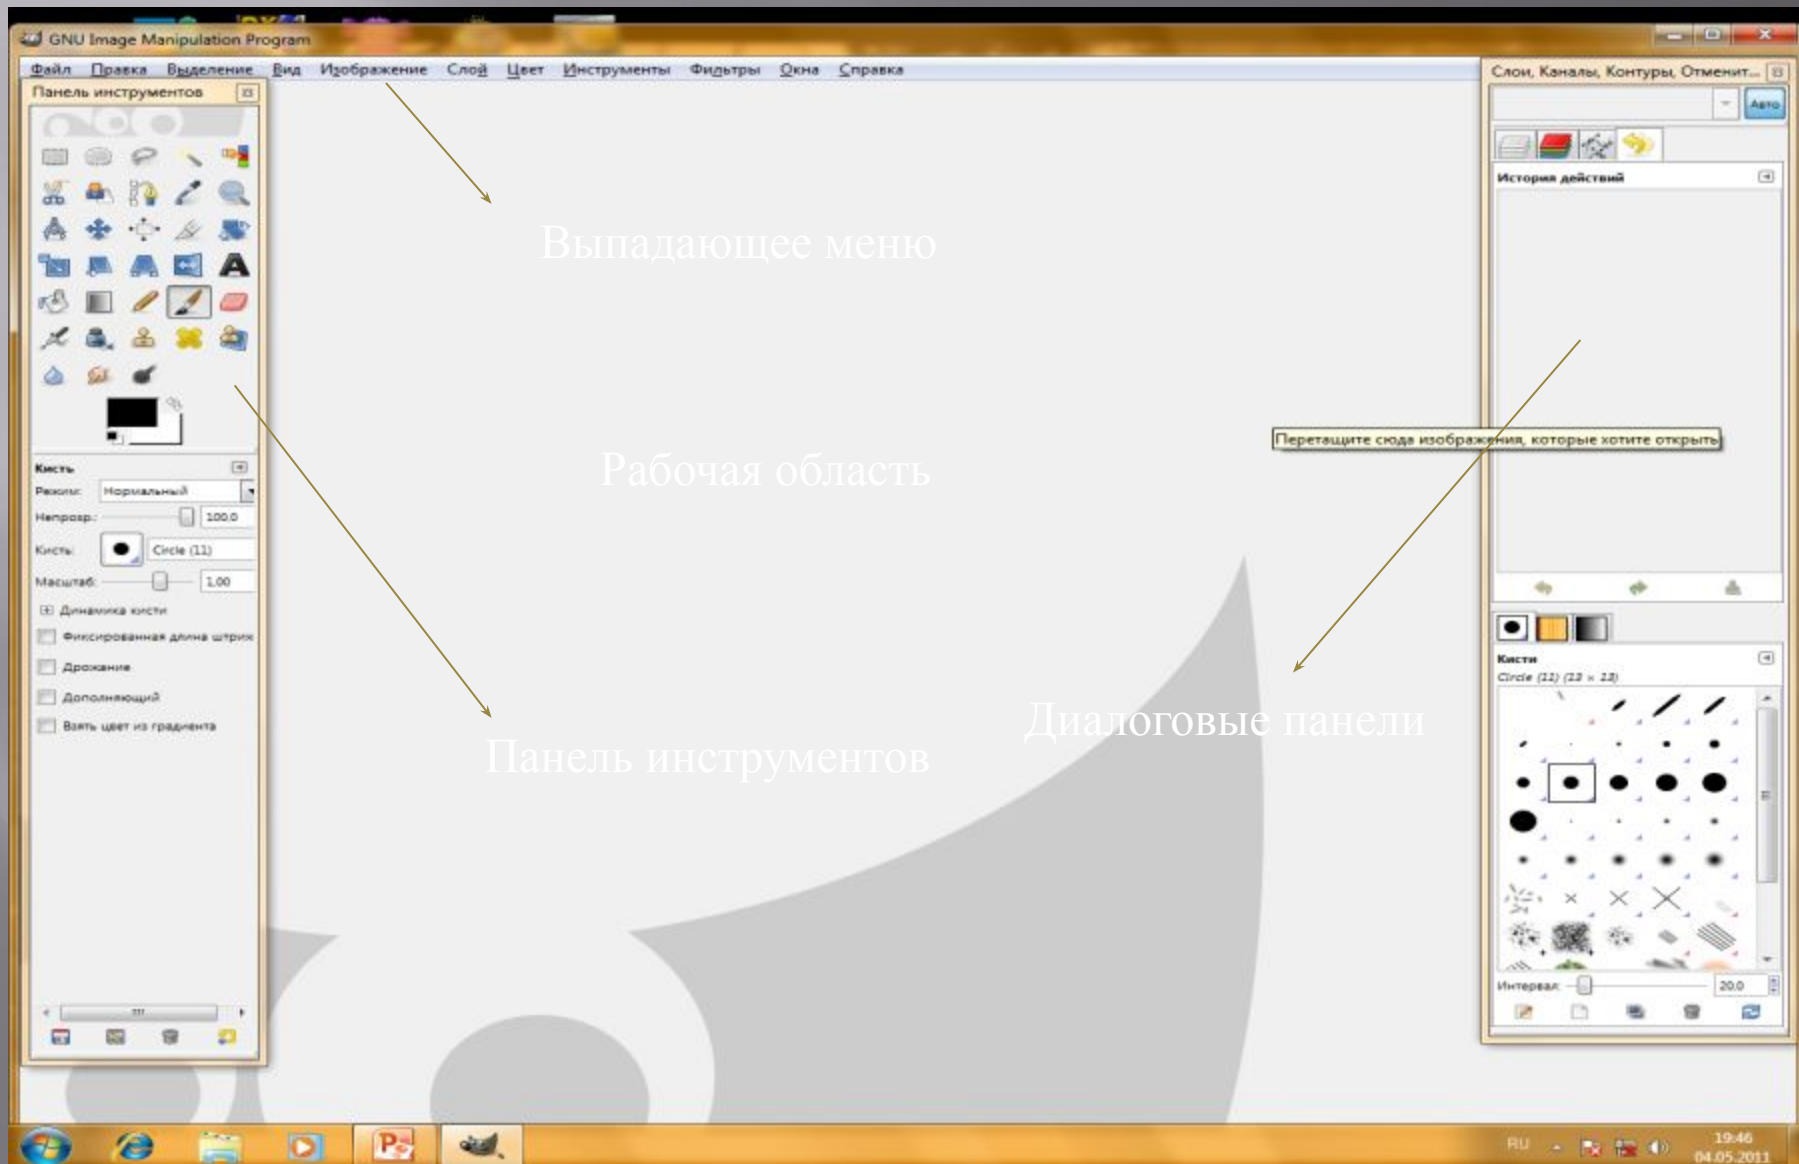 GNU Image Manipulation Program
Файл Правка Выделение Вид Изображение Слой Цвет Инструменты Фильтры Окна Справка
Панель инструментов
Кисть
Режим: Нормальный
Непрозр.: 100,0
Кисть: Circle (11)
Масштаб: 1,00
Динамика кисти
Фиксированная длина штрих
Дрожание
Дополняющий
Взять цвет из градиента
Выпадающее меню
Рабочая область
Панель инструментов
Диалоговые панели
Перетащите сюда изображения, которые хотите открыть
Слои, Каналы, Контуры, Отменит...
Авто
История действий
Кисти
Circle (11) (13 × 13)
Интервал: 20,0
RU
19:46
04.05.2011